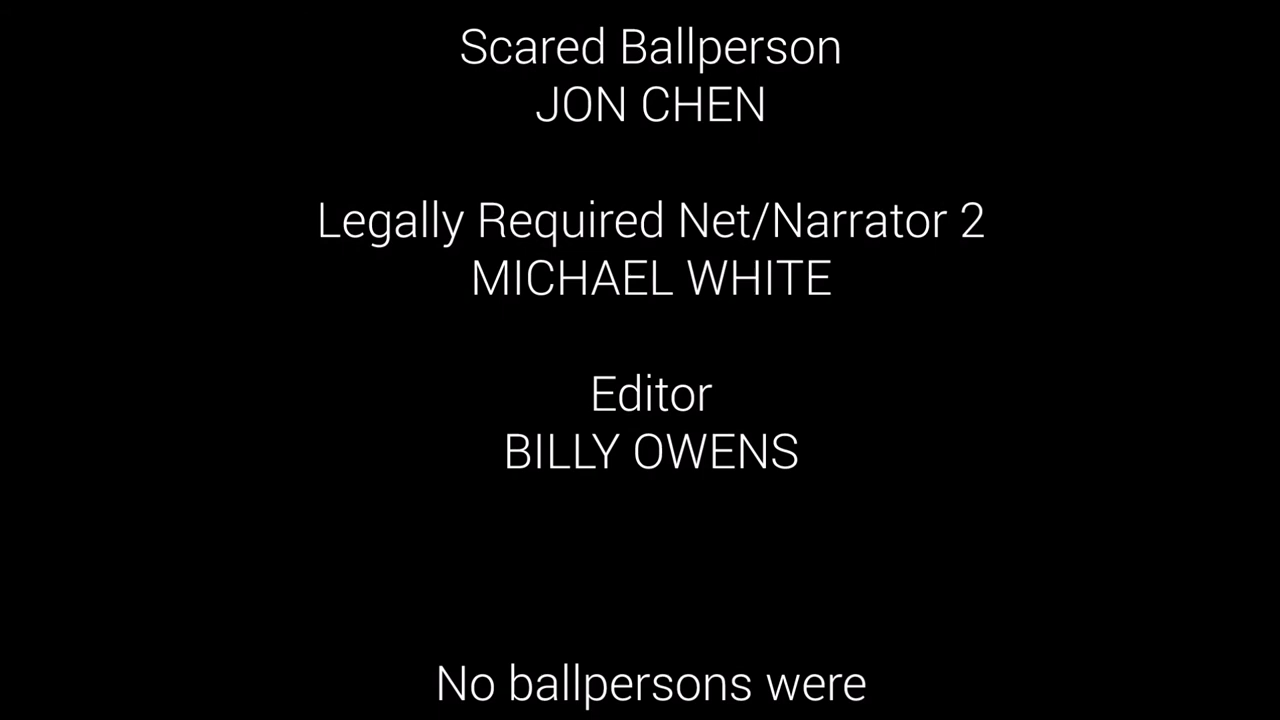 Scared Ballperson
JON CHEN
Legally Required Net/Narrator 2
MICHAEL WHITE
Editor
BILLY OWENS
No ballpersons were